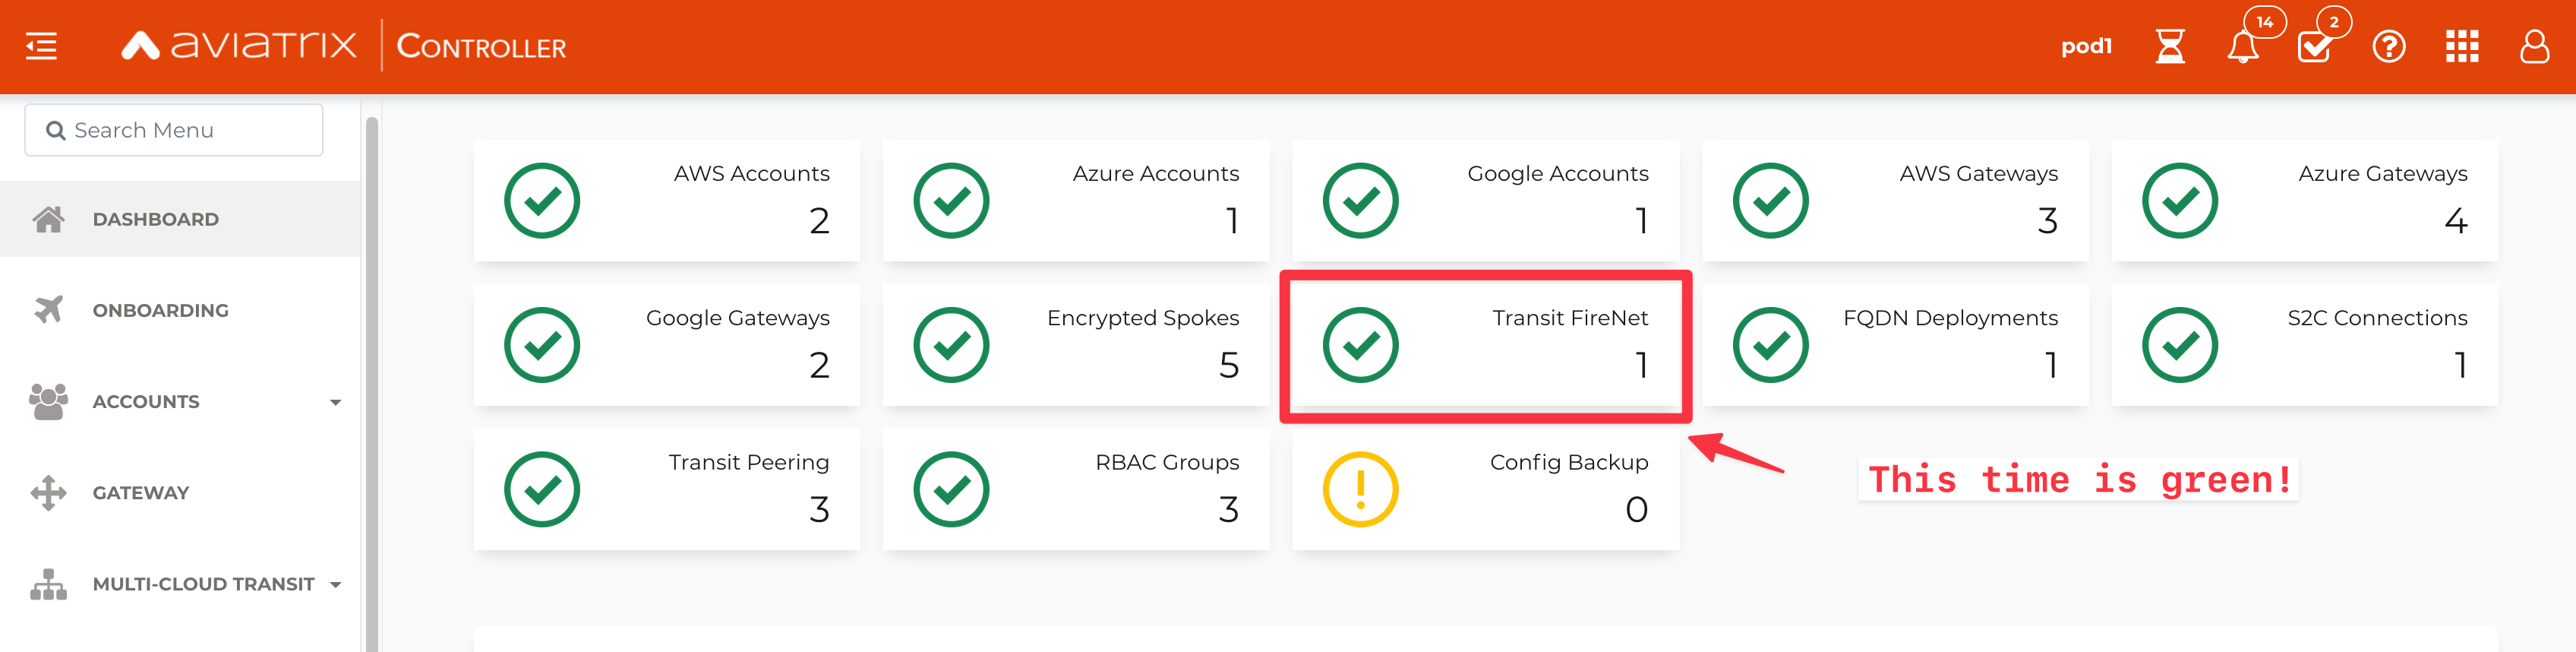 aviatrix CONTROLLER
pod1
14
2
Search Menu
DASHBOARD
ONBOARDING
ACCOUNTS
GATEWAY
MULTI-CLOUD TRANSIT
AWS Accounts
2
Azure Accounts
1
Google Accounts
1
AWS Gateways
3
Azure Gateways
4
Google Gateways
2
Encrypted Spokes
5
Transit FireNet
1
FQDN Deployments
1
S2C Connections
1
Transit Peering
3
RBAC Groups
3
Config Backup
0
This time is green!